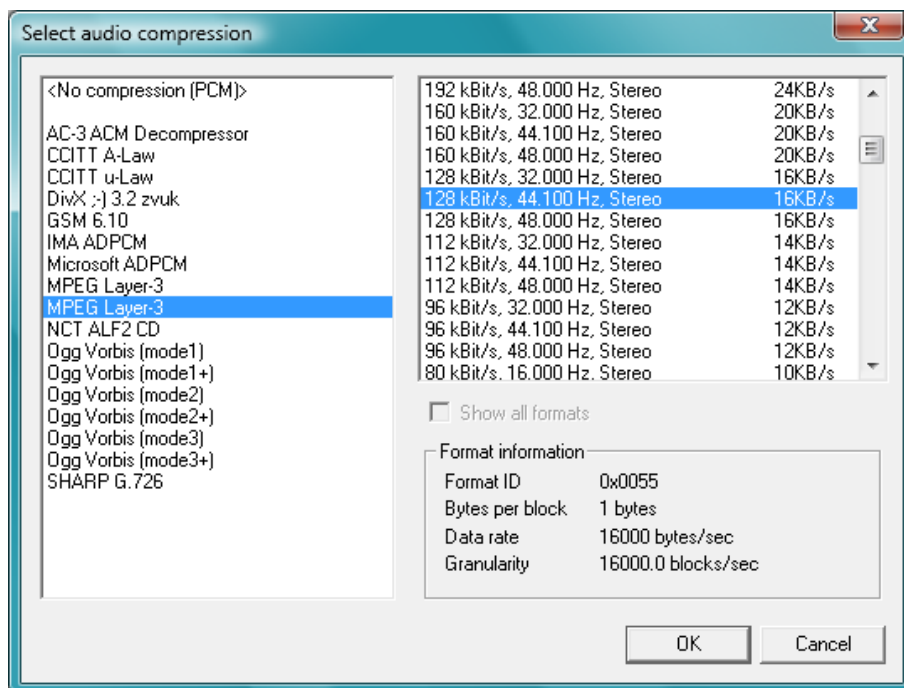 Select audio compression
<No compression (PCM)>
AC-3 ACM Decompressor
CCITT A-Law
CCITT u-Law
DivX ;-) 3.2 zvuk
GSM 6.10
IMA ADPCM
Microsoft ADPCM
MPEG Layer-3
MPEG Layer-3
NCT ALF2 CD
Ogg Vorbis (mode1)
Ogg Vorbis (mode1+)
Ogg Vorbis (mode2)
Ogg Vorbis (mode2+)
Ogg Vorbis (mode3)
Ogg Vorbis (mode3+)
SHARP G.726
192 kBit/s, 48.000 Hz, Stereo 24KB/s
160 kBit/s, 32.000 Hz, Stereo 20KB/s
160 kBit/s, 44.100 Hz, Stereo 20KB/s
160 kBit/s, 48.000 Hz, Stereo 20KB/s
128 kBit/s, 32.000 Hz, Stereo 16KB/s
128 kBit/s, 44.100 Hz, Stereo 16KB/s
128 kBit/s, 48.000 Hz, Stereo 16KB/s
112 kBit/s, 32.000 Hz, Stereo 14KB/s
112 kBit/s, 44.100 Hz, Stereo 14KB/s
112 kBit/s, 48.000 Hz, Stereo 14KB/s
96 kBit/s, 32.000 Hz, Stereo 12KB/s
96 kBit/s, 44.100 Hz, Stereo 12KB/s
96 kBit/s, 48.000 Hz, Stereo 12KB/s
80 kBit/s, 16.000 Hz, Stereo 10KB/s
Show all formats
Format information
Format ID 0x0055
Bytes per block 1 bytes
Data rate 16000 bytes/sec
Granularity 16000.0 blocks/sec
OK Cancel